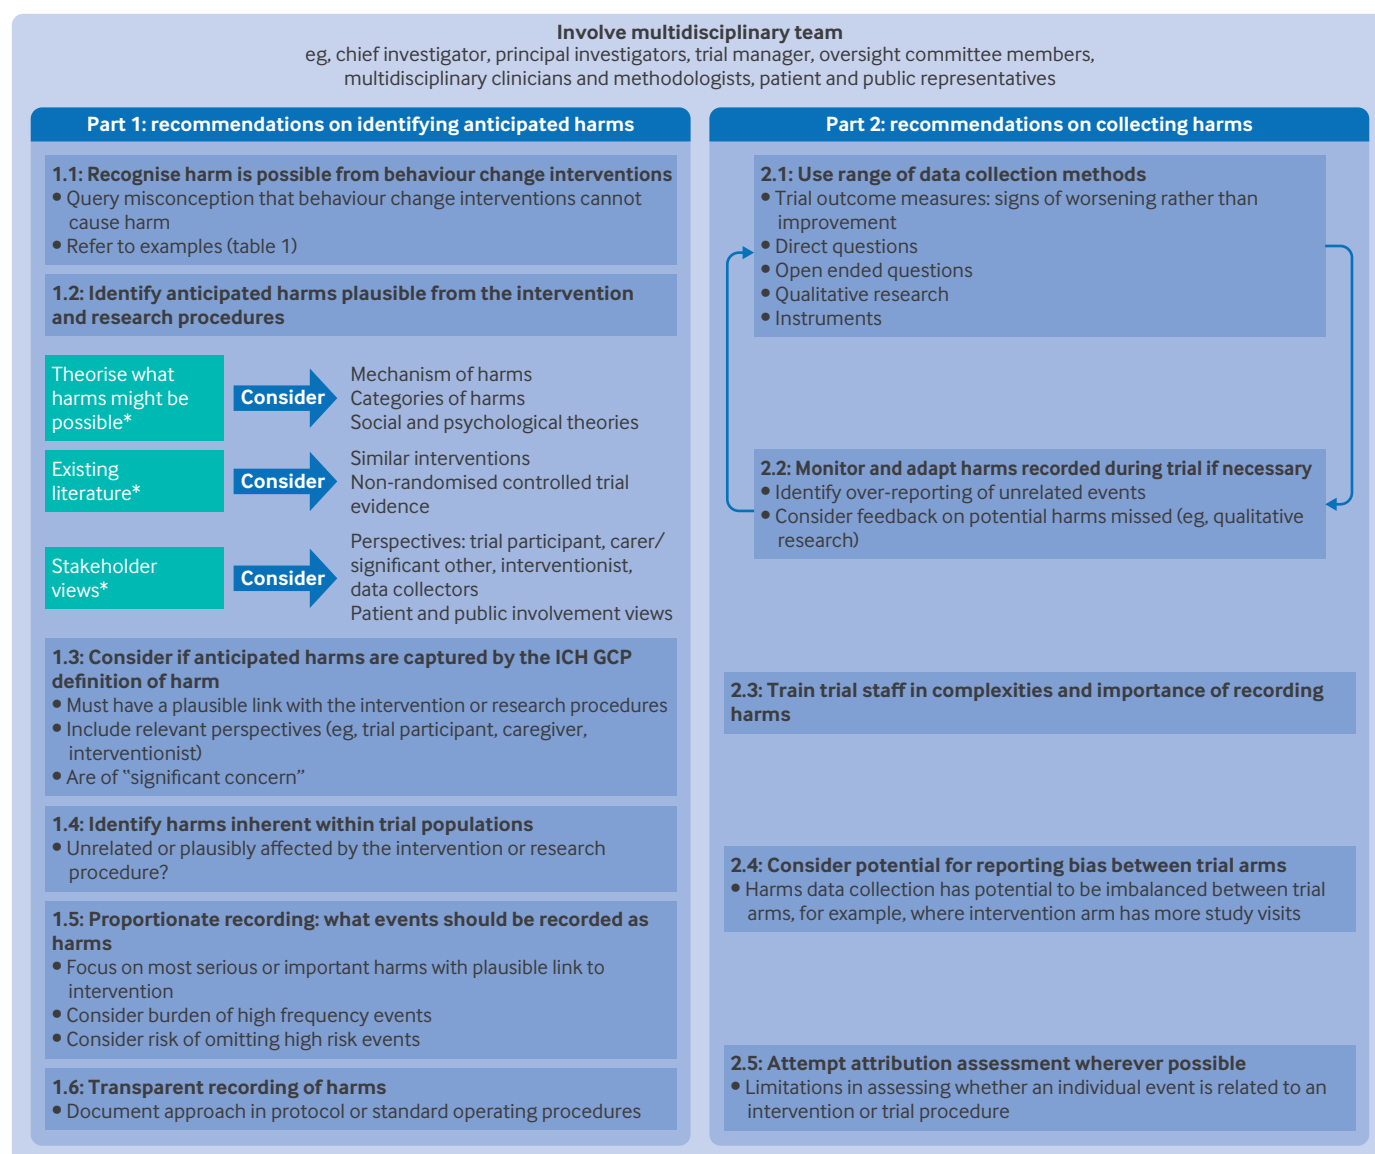 Involve multidisciplinary team
eg, chief investigator, principal investigators, trial manager, oversight committee members,
multidisciplinary clinicians and methodologists, patient and public representatives
Part 1: recommendations on identifying anticipated harms
1.1: Recognise harm is possible from behaviour change interventions
• Query misconception that behaviour change interventions cannot
cause harm
• Refer to examples (table 1)
1.2: Identify anticipated harms plausible from the intervention
and research procedures
Theorise what
harms might be
possible*
Consider
Mechanism of harms
Categories of harms
Social and psychological theories
Existing
literature*
Consider
Similar interventions
Non-randomised controlled trial
evidence
Stakeholder
views*
Consider
Perspectives: trial participant, carer/
significant other, interventionist,
data collectors
Patient and public involvement views
1.3: Consider if anticipated harms are captured by the ICH GCP
definition of harm
• Must have a plausible link with the intervention or research procedures
• Include relevant perspectives (eg, trial participant, caregiver,
interventionist)
• Are of "significant concern"
1.4: Identify harms inherent within trial populations
• Unrelated or plausibly affected by the intervention or research
procedure?
1.5: Proportionate recording: what events should be recorded as
harms
• Focus on most serious or important harms with plausible link to
intervention
• Consider burden of high frequency events
• Consider risk of omitting high risk events
1.6: Transparent recording of harms
• Document approach in protocol or standard operating procedures
Part 2: recommendations on collecting harms
2.1: Use range of data collection methods
• Trial outcome measures: signs of worsening rather than
improvement
• Direct questions
• Open ended questions
• Qualitative research
• Instruments
2.2: Monitor and adapt harms recorded during trial if necessary
• Identify over-reporting of unrelated events
• Consider feedback on potential harms missed (eg, qualitative
research)
2.3: Train trial staff in complexities and importance of recording
harms
2.4: Consider potential for reporting bias between trial arms
• Harms data collection has potential to be imbalanced between trial
arms, for example, where intervention arm has more study visits
2.5: Attempt attribution assessment wherever possible
• Limitations in assessing whether an individual event is related to an
intervention or trial procedure